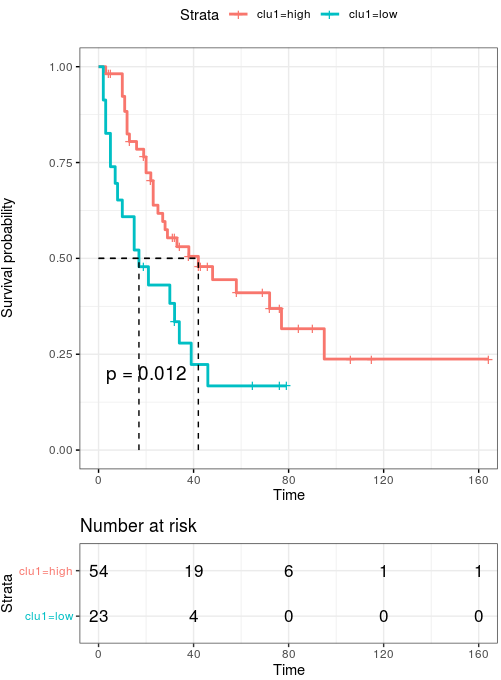 Strata clu1=high clu1=low
Survival probability
1.00
0.75
0.50
0.25
0.00
p = 0.012
0 40 80 120 160
Time
Number at risk
Strata
clu1=high 54 19 6 1 1
clu1=low 23 4 0 0 0
0 40 80 120 160
Time